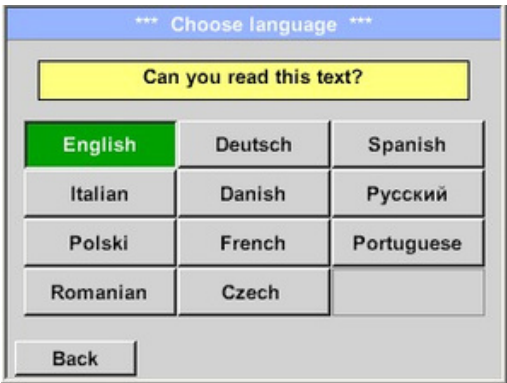 *** Choose language ***
Can you read this text?
English Deutsch Spanish
Italian Danish Русский
Polski French Portuguese
Romanian Czech
Back